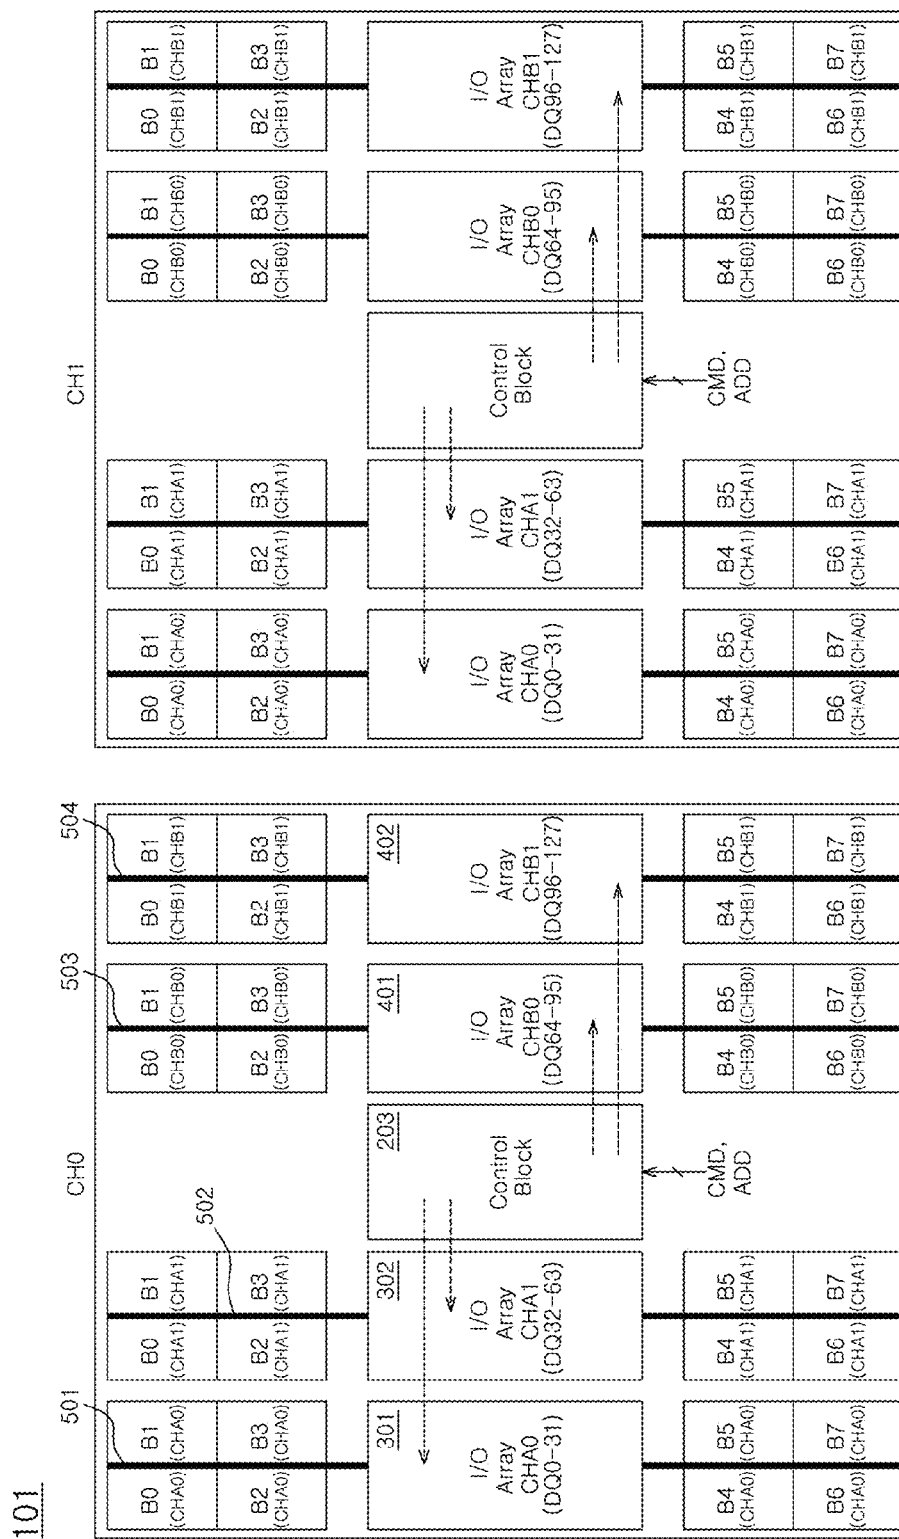 101
CH0
501
502
503
504
B0 B1
(CHA0) (CHA0)
B2 B3
(CHA0) (CHA0)
B0 B1
(CHA1) (CHA1)
B2 B3
(CHA1) (CHA1)
B0 B1
(CHB0) (CHB0)
B2 B3
(CHB0) (CHB0)
B0 B1
(CHB1) (CHB1)
B2 B3
(CHB1) (CHB1)
301
I/O
Array
CHA0
(DQ0-31)
302
I/O
Array
CHA1
(DQ32-63)
203
Control
Block
401
I/O
Array
CHB0
(DQ64-95)
402
I/O
Array
CHB1
(DQ96-127)
B4 B5
(CHA0) (CHA0)
B6 B7
(CHA0) (CHA0)
B4 B5
(CHA1) (CHA1)
B6 B7
(CHA1) (CHA1)
CMD,
ADD
B4 B5
(CHB0) (CHB0)
B6 B7
(CHB0) (CHB0)
B4 B5
(CHB1) (CHB1)
B6 B7
(CHB1) (CHB1)
CH1
B0 B1
(CHA0) (CHA0)
B2 B3
(CHA0) (CHA0)
B0 B1
(CHA1) (CHA1)
B2 B3
(CHA1) (CHA1)
B0 B1
(CHB0) (CHB0)
B2 B3
(CHB0) (CHB0)
B0 B1
(CHB1) (CHB1)
B2 B3
(CHB1) (CHB1)
I/O
Array
CHA0
(DQ0-31)
I/O
Array
CHA1
(DQ32-63)
Control
Block
I/O
Array
CHB0
(DQ64-95)
I/O
Array
CHB1
(DQ96-127)
B4 B5
(CHA0) (CHA0)
B6 B7
(CHA0) (CHA0)
B4 B5
(CHA1) (CHA1)
B6 B7
(CHA1) (CHA1)
CMD,
ADD
B4 B5
(CHB0) (CHB0)
B6 B7
(CHB0) (CHB0)
B4 B5
(CHB1) (CHB1)
B6 B7
(CHB1) (CHB1)